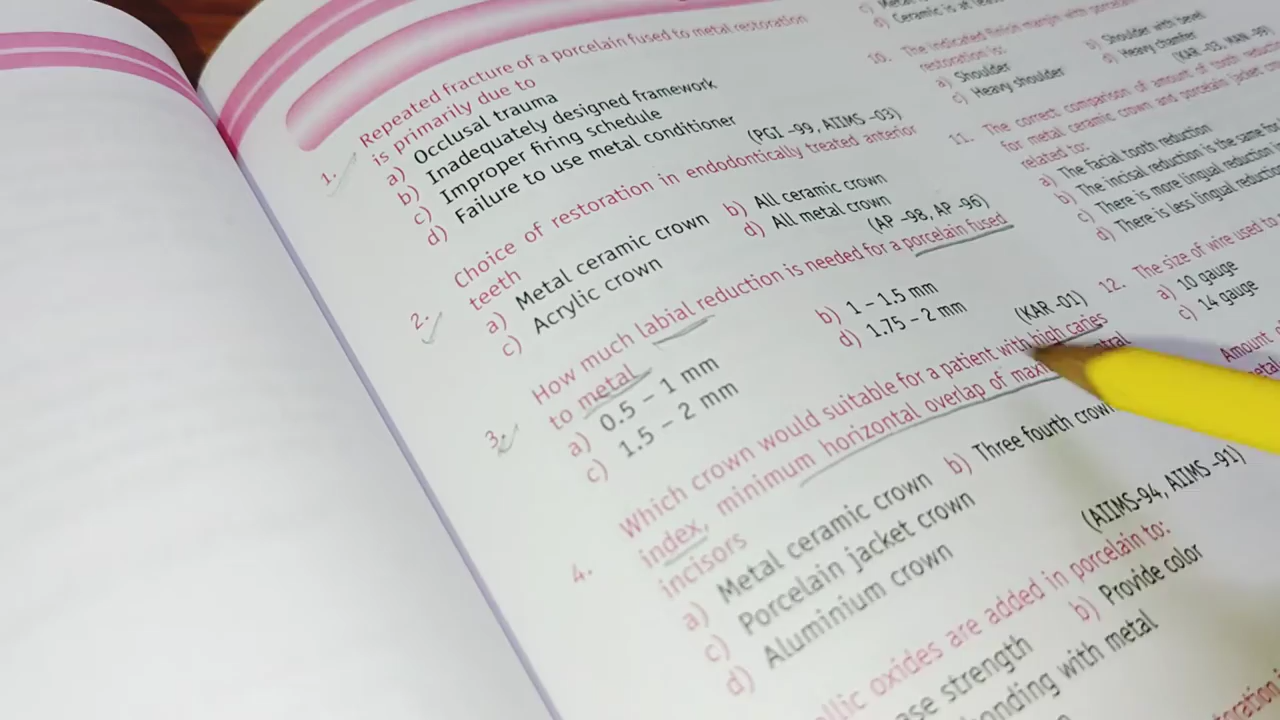 1. Repeated fracture of a porcelain fused to metal restoration
is primarily due to
a) Occlusal trauma
b) Inadequately designed framework
c) Improper firing schedule
d) Failure to use metal conditioner
(PGI -99, AIIMS -03)
2. Choice of restoration in endodontically treated anterior
teeth
a) Metal ceramic crown b) All ceramic crown
c) Acrylic crown d) All metal crown
(AP -98, AP -96)
3. How much labial reduction is needed for a porcelain fused
to metal
a) 0.5 - 1 mm b) 1 - 1.5 mm
c) 1.5 - 2 mm d) 1.75 - 2 mm
(KAR -01)
4. Which crown would suitable for a patient with high caries
index, minimum horizontal overlap of
incisors
a) Metal ceramic crown b) Three fourth crown
c) Porcelain jacket crown
d) Aluminium crown
(AIIMS-94, AIIMS -91)
oxides are added in porcelain to:
strength b) Provide color
with metal
c)
d) Ceramic is at
10. The indicated finish margin with
restoration is:
a) Shoulder b) Shoulder with bevel
c) Heavy shoulder d) Heavy chamfer
(KAR -03, MAN -99)
11. The correct comparison of amount of tooth
for metal ceramic crown and porcelain jacket
related to:
a) The facial tooth reduction
b) The incisal reduction is the same for
c) There is more lingual reduction
d) There is less lingual
12. The size of wire used to
a) 10 gauge
c) 14 gauge
Amount